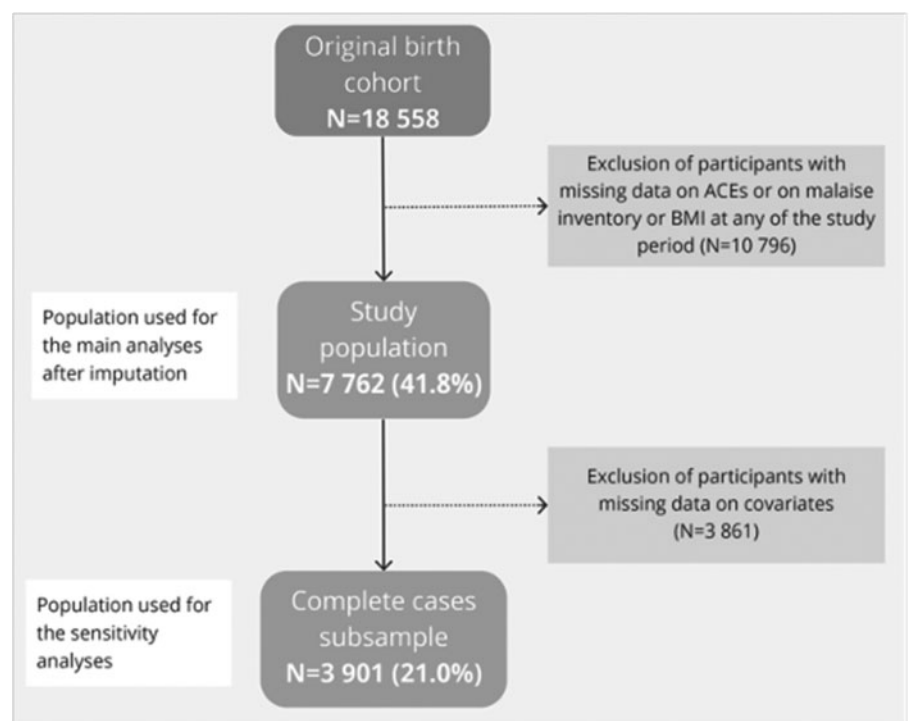 Original birth
cohort
N=18 558
Exclusion of participants with
missing data on ACEs or on malaise
inventory or BMI at any of the study
period (N=10 796)
Population used for
the main analyses
after imputation
Study
population
N=7 762 (41.8%)
Exclusion of participants with
missing data on covariates
(N=3 861)
Population used for
the sensitivity
analyses
Complete cases
subsample
N=3 901 (21.0%)